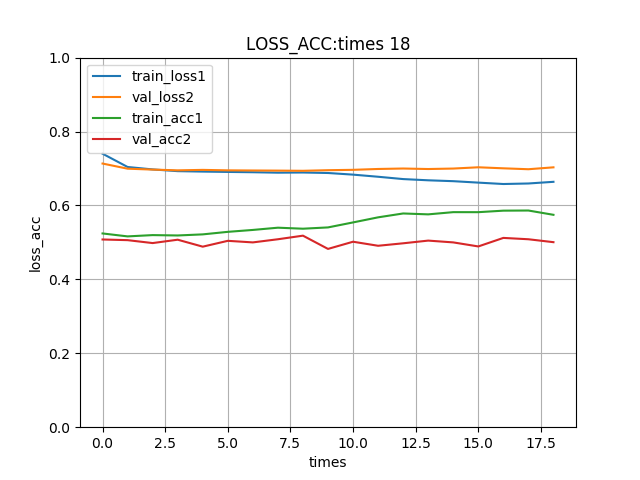 LOSS_ACC:times 18
train_loss1
val_loss2
train_acc1
val_acc2
1.0
0.8
0.6
0.4
0.2
0.0
loss_acc
0.0 2.5 5.0 7.5 10.0 12.5 15.0 17.5
times